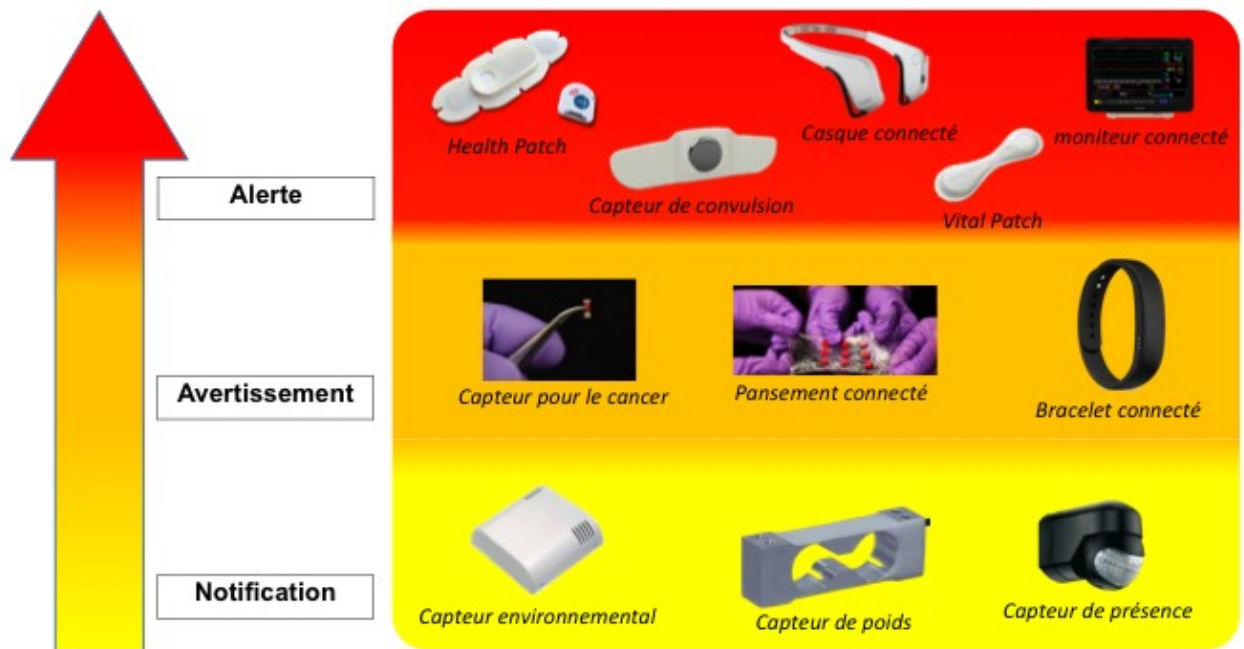 Health Patch
Casque connecté
moniteur connecté
Alerte
Capteur de convulsion
Vital Patch
Avertissement
Capteur pour le cancer
Pansement connecté
Bracelet connecté
Notification
Capteur environnemental
Capteur de poids
Capteur de présence